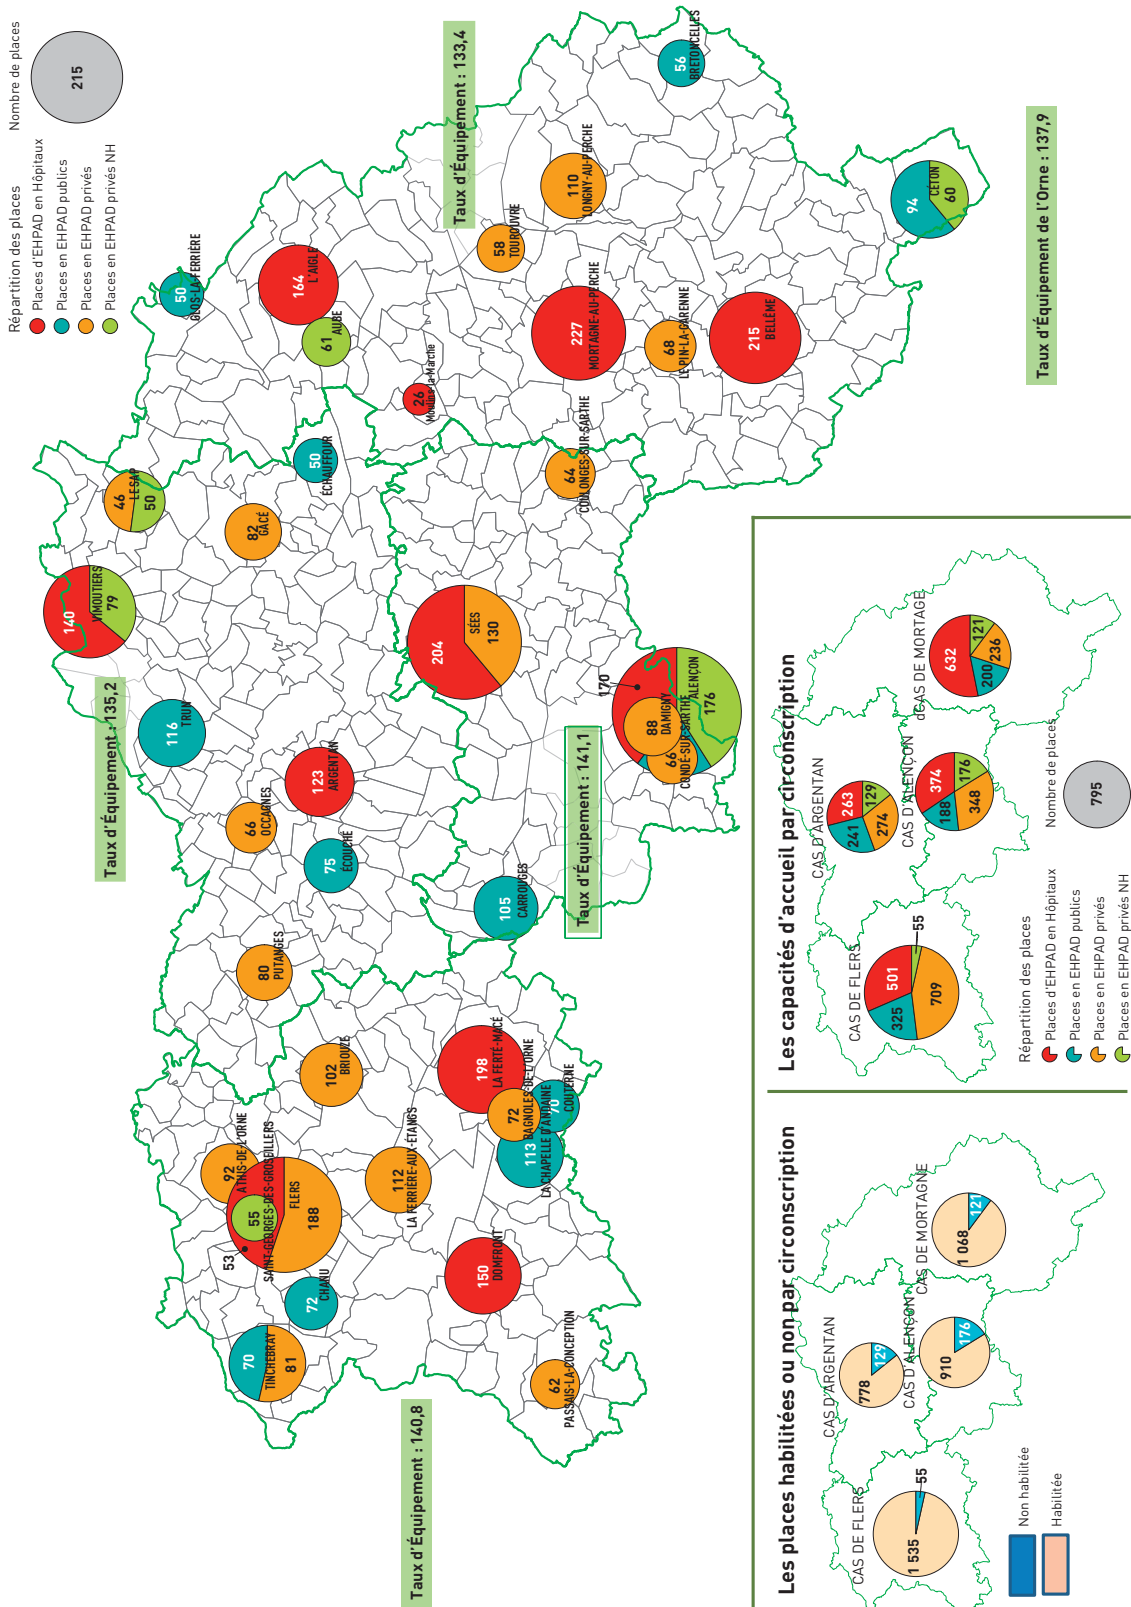 Répartition des places
Places d'EHPAD en Hôpitaux
Places en EHPAD publics
Places en EHPAD privés
Places en EHPAD privés NH
Nombre de places
215
Taux d'Équipement : 140,8
Taux d'Équipement : 135,2
Taux d'Équipement : 141,1
Taux d'Équipement : 133,4
Taux d'Équipement de l'Orne : 137,9
70
TINCHEBRAY
81
72
CHANU
92
ATHIS-DE-L'ORNE
53
55
SAINT-GEORGES-DES-GROSEILLERS
FLERS
188
102
BRIOUZE
112
LA FERRIÈRE-AUX-ETANGS
150
DOMFRONT
62
PASSAIS-LA-CONCEPTION
198
LA FERTÉ-MACÉ
72
BAGNOLES-DE-L'ORNE
113
LA CHAPELLE D'ANDAINE
70
COUTERNE
80
PUTANGES
66
OCCAGNES
75
ÉCOUCHÉ
123
ARGENTAN
116
TRUN
140
VIMOUTIERS
79
46
LE SAP
50
82
GACÉ
50
ÉCHAUFFOUR
105
CARROUGES
204
SÉES
130
170
88
DAMIGNY
66
CONDÉ-SUR-SARTHE
ALENÇON
176
64
COULONGES-SUR-SARTHE
50
GLOS-LA-FERRIÈRE
164
L'AIGLE
61
AUBE
26
Moulins-la-Marche
58
TOUROUVRE
110
LONGNY-AU-PERCHE
227
MORTAGNE-AU-PERCHE
68
LE-PIN-LA-GARENNE
215
BELLÊME
56
BRETONCELLES
94
CETON
60
Les places habilitées ou non par circonscription
CAS DE FLERS
1 535
55
CAS D'ARGENTAN
778
129
CAS D'ALENÇON
910
176
CAS DE MORTAGNE
1 068
121
Non habilitée
Habilitée
Les capacités d'accueil par circonscription
CAS DE FLERS
501
325
709
55
CAS D'ARGENTAN
263
241
274
129
CAS D'ALENÇON
374
188
348
176
dCAS DE MORTAGE
632
200
236
121
Répartition des places
Places d'EHPAD en Hôpitaux
Places en EHPAD publics
Places en EHPAD privés
Places en EHPAD privés NH
Nombre de places
795